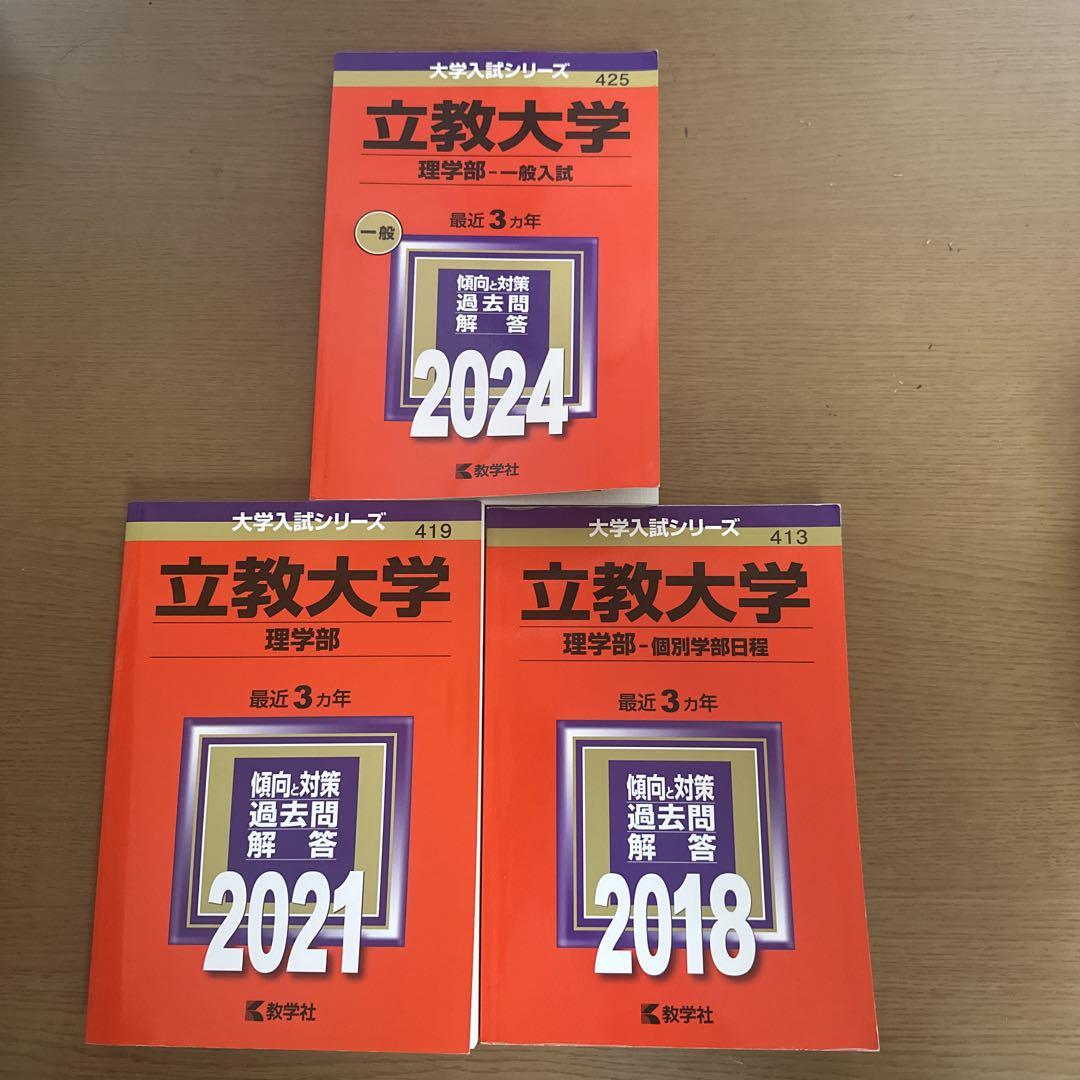 大学入試シリーズ
425
立教大学
理学部-一般入試
最近3カ年
一般
傾向と対策
過去問
解答
2024
教学社
大学入試シリーズ
419
立教大学
理学部
最近3カ年
傾向と対策
過去問
解答
2021
教学社
大学入試シリーズ
413
立教大学
理学部-個別学部日程
最近3カ年
傾向と対策
過去問
解答
2018
教学社